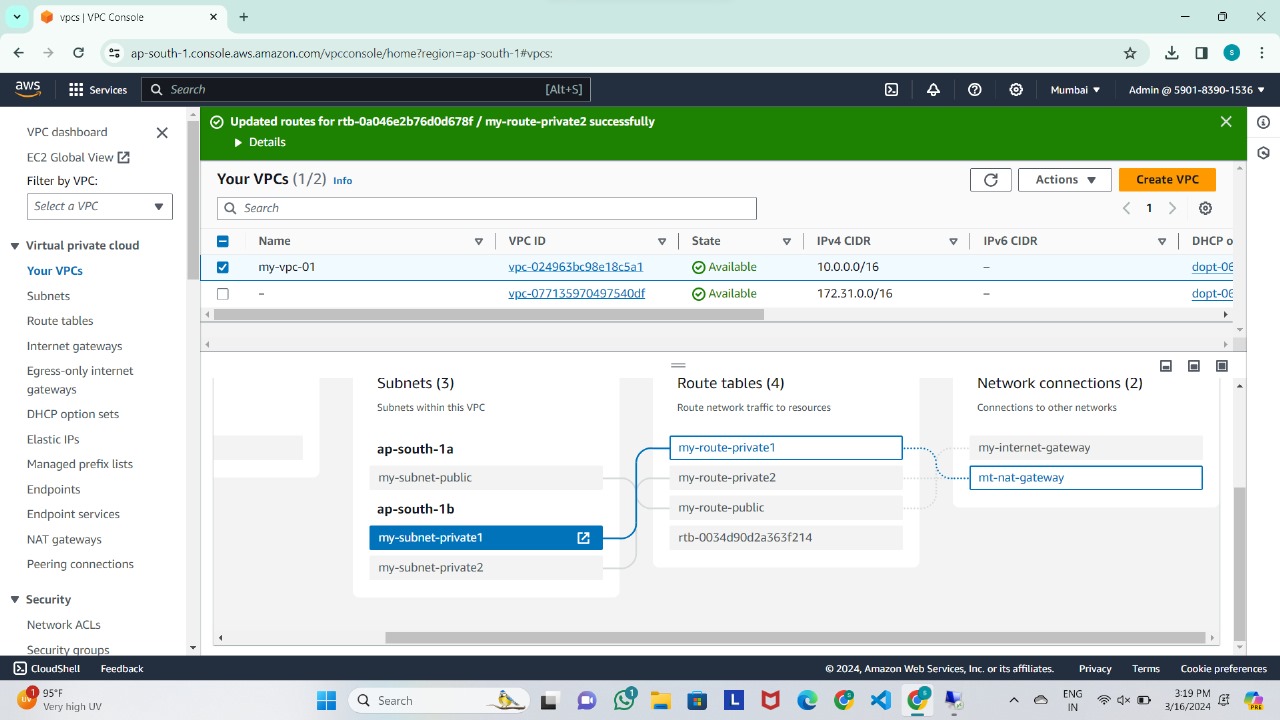 vpcs | VPC Console
ap-south-1.console.aws.amazon.com/vpcconsole/home?region=ap-south-1#vpcs:
S
aws
Services
Search
[Alt+S]
Mumbai
Admin @ 5901-8390-1536
VPC dashboard
EC2 Global View
Filter by VPC:
Select a VPC
Virtual private cloud
Your VPCs
Subnets
Route tables
Internet gateways
Egress-only internet
gateways
DHCP option sets
Elastic IPs
Managed prefix lists
Endpoints
Endpoint services
NAT gateways
Peering connections
Security
Network ACLs
Security groups
Updated routes for rtb-0a046e2b76d0d678f / my-route-private2 successfully
Details
Your VPCs (1/2) Info
Actions
Create VPC
Search
1
Name VPC ID State IPv4 CIDR IPv6 CIDR DHCP o
my-vpc-01 vpc-024963bc98e18c5a1 Available 10.0.0.0/16 – dopt-06
– vpc-077135970497540df Available 172.31.0.0/16 – dopt-06
Subnets (3)
Subnets within this VPC
ap-south-1a
my-subnet-public
ap-south-1b
my-subnet-private1
my-subnet-private2
Route tables (4)
Route network traffic to resources
my-route-private1
my-route-private2
my-route-public
rtb-0034d90d2a363f214
Network connections (2)
Connections to other networks
my-internet-gateway
mt-nat-gateway
CloudShell Feedback
© 2024, Amazon Web Services, Inc. or its affiliates. Privacy Terms Cookie preferences
1
95°F
Very high UV
Search
1
L
S
S
ENG
IN
3:19 PM
3/16/2024
PRE